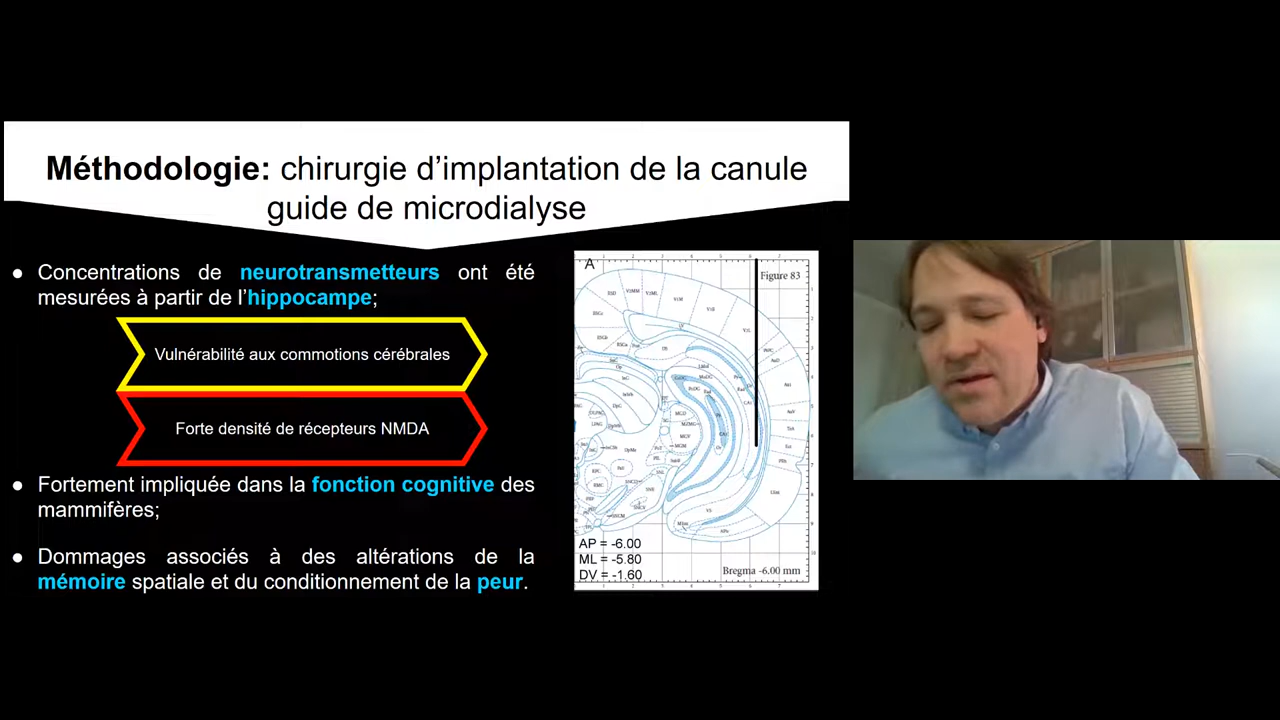 Méthodologie: chirurgie d’implantation de la canule
guide de microdialyse
● Concentrations de neurotransmetteurs ont été
mesurées à partir de l’hippocampe;
Vulnérabilité aux commotions cérébrales
Forte densité de récepteurs NMDA
● Fortement impliquée dans la fonction cognitive des
mammifères;
● Dommages associés à des altérations de la
mémoire spatiale et du conditionnement de la peur.
A
Figure 83
AP = -6.00
ML = -5.80
DV = -1.60
Bregma -6.00 mm